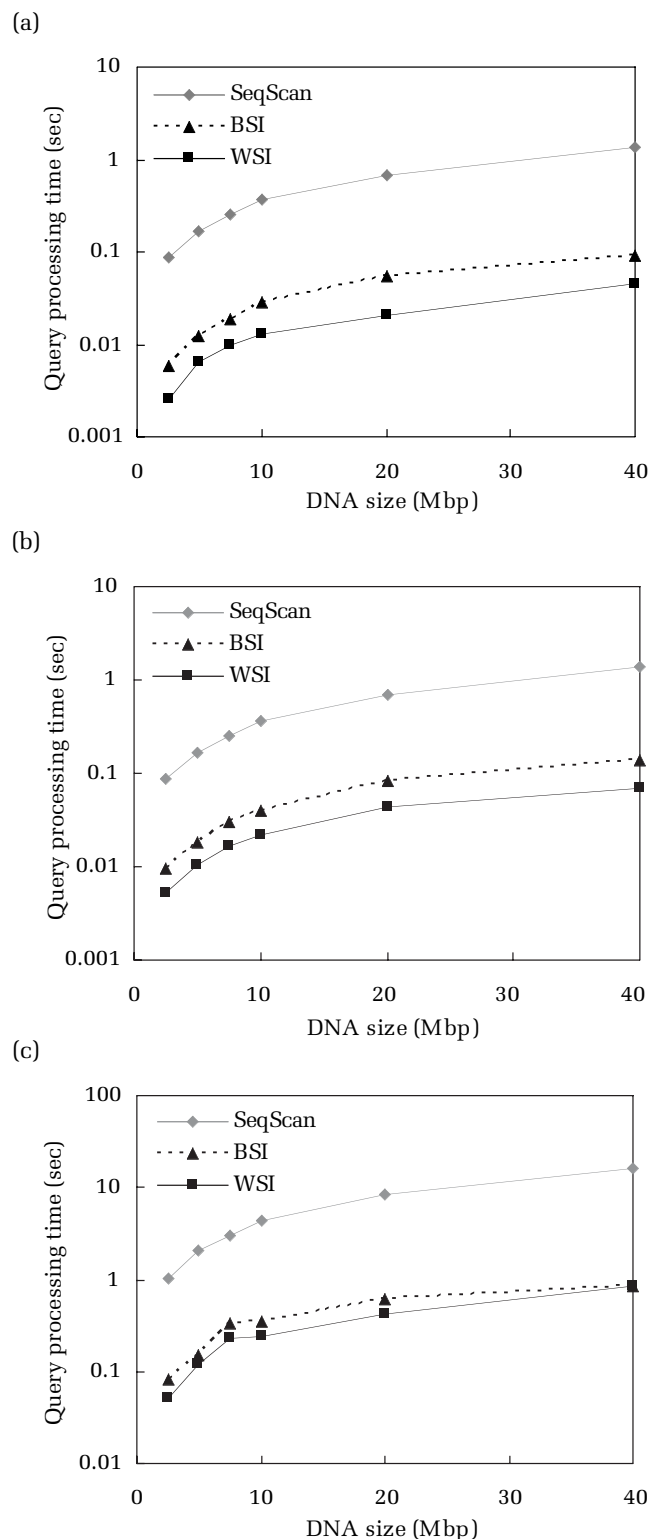 (a)
Query processing time (sec)
10
1
0.1
0.01
0.001
SeqScan
BSI
WSI
0 10 20 30 40
DNA size (Mbp)
(b)
Query processing time (sec)
10
1
0.1
0.01
0.001
SeqScan
BSI
WSI
0 10 20 30 40
DNA size (Mbp)
(c)
Query processing time (sec)
100
10
1
0.1
0.01
SeqScan
BSI
WSI
0 10 20 30 40
DNA size (Mbp)